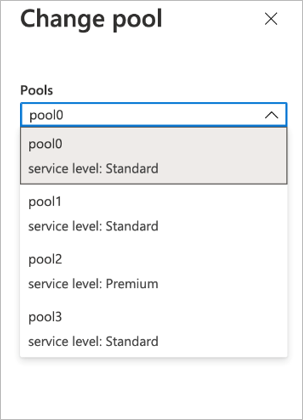 Change pool
Pools
pool0
pool0
service level: Standard
pool1
service level: Standard
pool2
service level: Premium
pool3
service level: Standard